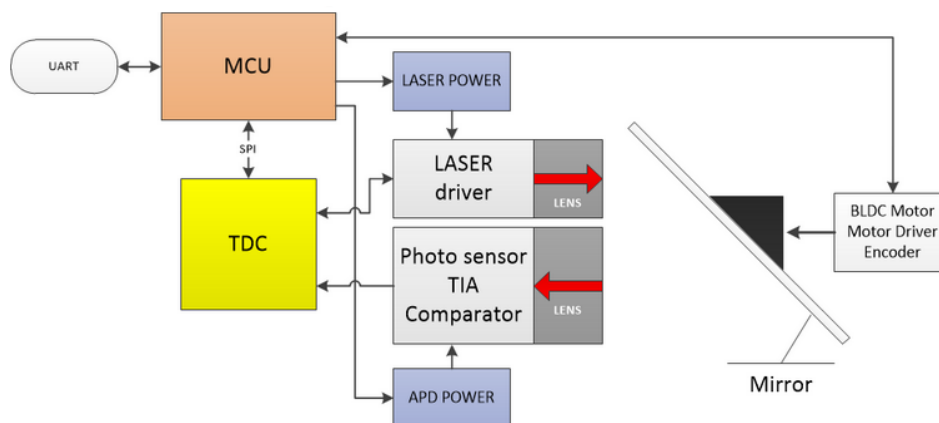 UART
MCU
LASER POWER
SPI
LASER
driver
LENS
TDC
BLDC Motor
Motor Driver
Encoder
Photo sensor
TIA
Comparator
LENS
APD POWER
Mirror